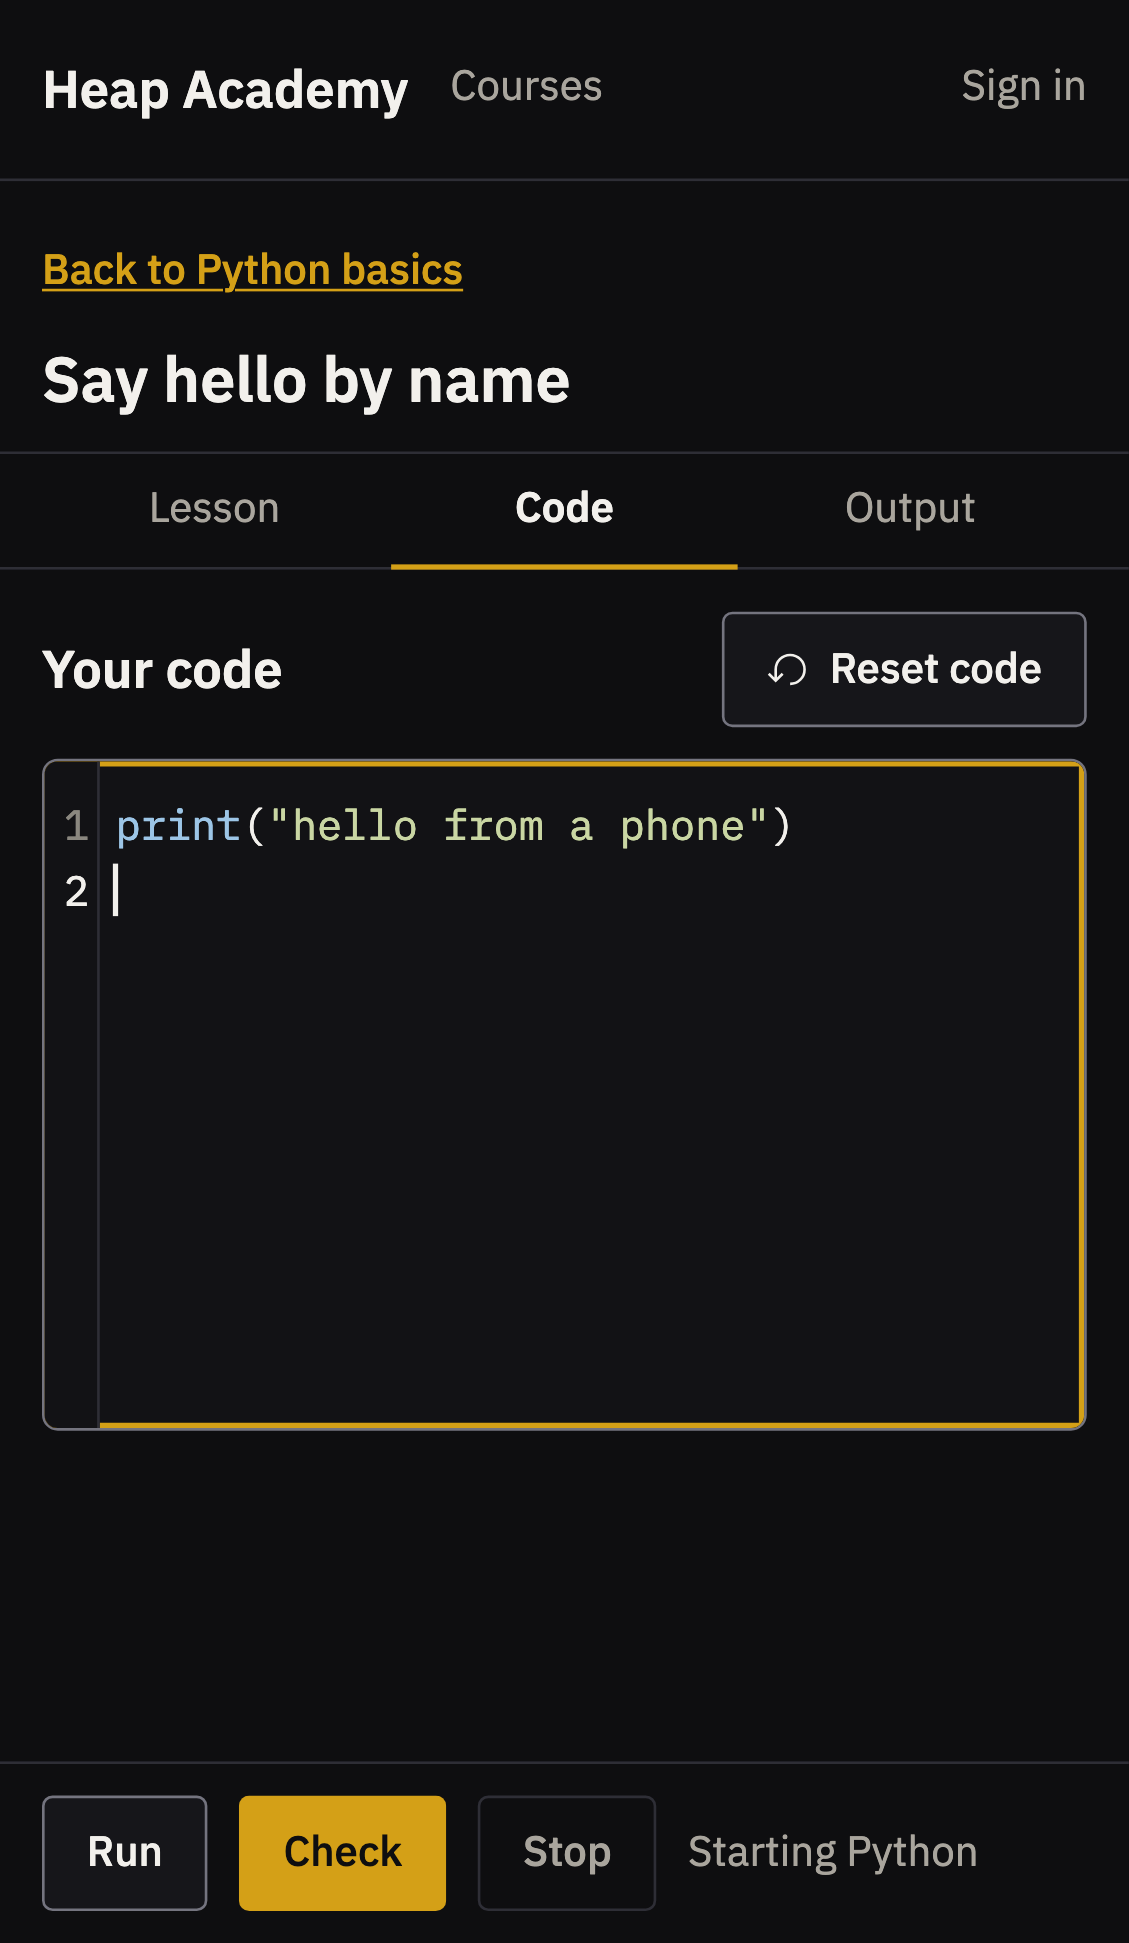 Heap Academy Courses Sign in
Back to Python basics
Say hello by name
Lesson Code Output
Your code Reset code
1 print("hello from a phone")
2
Run Check Stop Starting Python